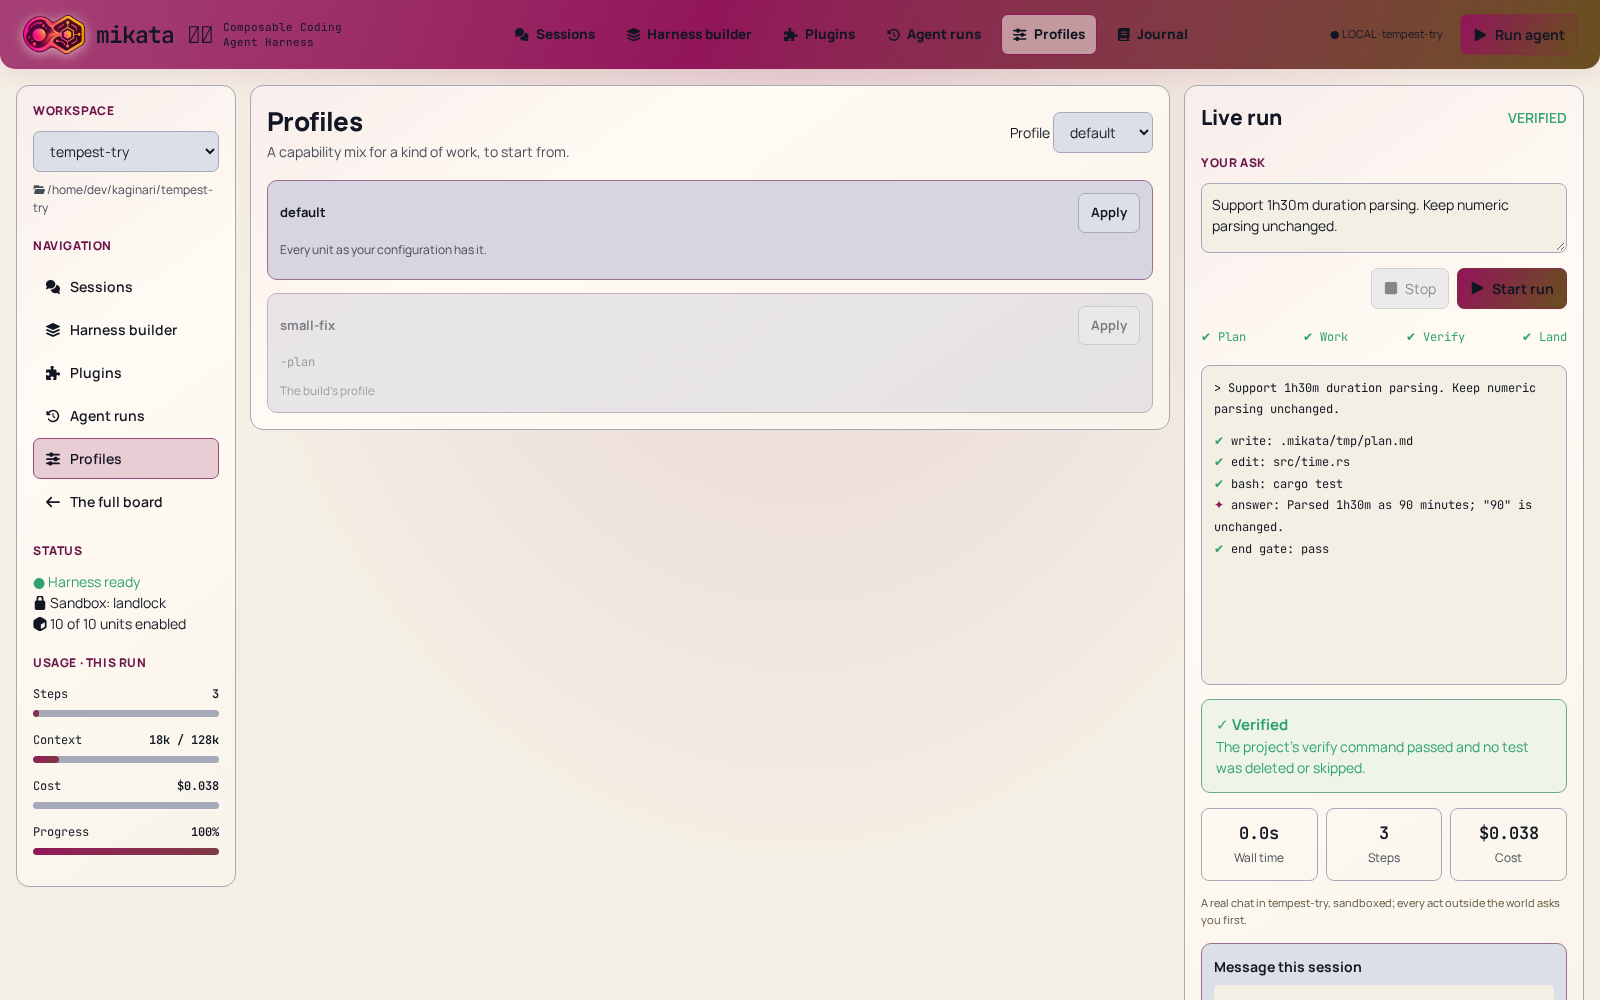 mikata
Composable Coding
Agent Harness
Sessions
Harness builder
Plugins
Agent runs
Profiles
Journal
LOCAL · tempest-try
Run agent
WORKSPACE
tempest-try
/home/dev/kaginari/tempest-
try
NAVIGATION
Sessions
Harness builder
Plugins
Agent runs
Profiles
The full board
STATUS
Harness ready
Sandbox: landlock
10 of 10 units enabled
USAGE · THIS RUN
Steps 3
Context 18k / 128k
Cost $0.038
Progress 100%
Profiles
A capability mix for a kind of work, to start from.
Profile default
default
Apply
Every unit as your configuration has it.
small-fix
Apply
-plan
The build's profile
Live run
VERIFIED
YOUR ASK
Support 1h30m duration parsing. Keep numeric
parsing unchanged.
Stop
Start run
✔ Plan ✔ Work ✔ Verify ✔ Land
> Support 1h30m duration parsing. Keep numeric
parsing unchanged.
✔ write: .mikata/tmp/plan.md
✔ edit: src/time.rs
✔ bash: cargo test
✦ answer: Parsed 1h30m as 90 minutes; "90" is
unchanged.
✔ end gate: pass
✓ Verified
The project's verify command passed and no test
was deleted or skipped.
0.0s
Wall time
3
Steps
$0.038
Cost
A real chat in tempest-try, sandboxed; every act outside the world asks
you first.
Message this session